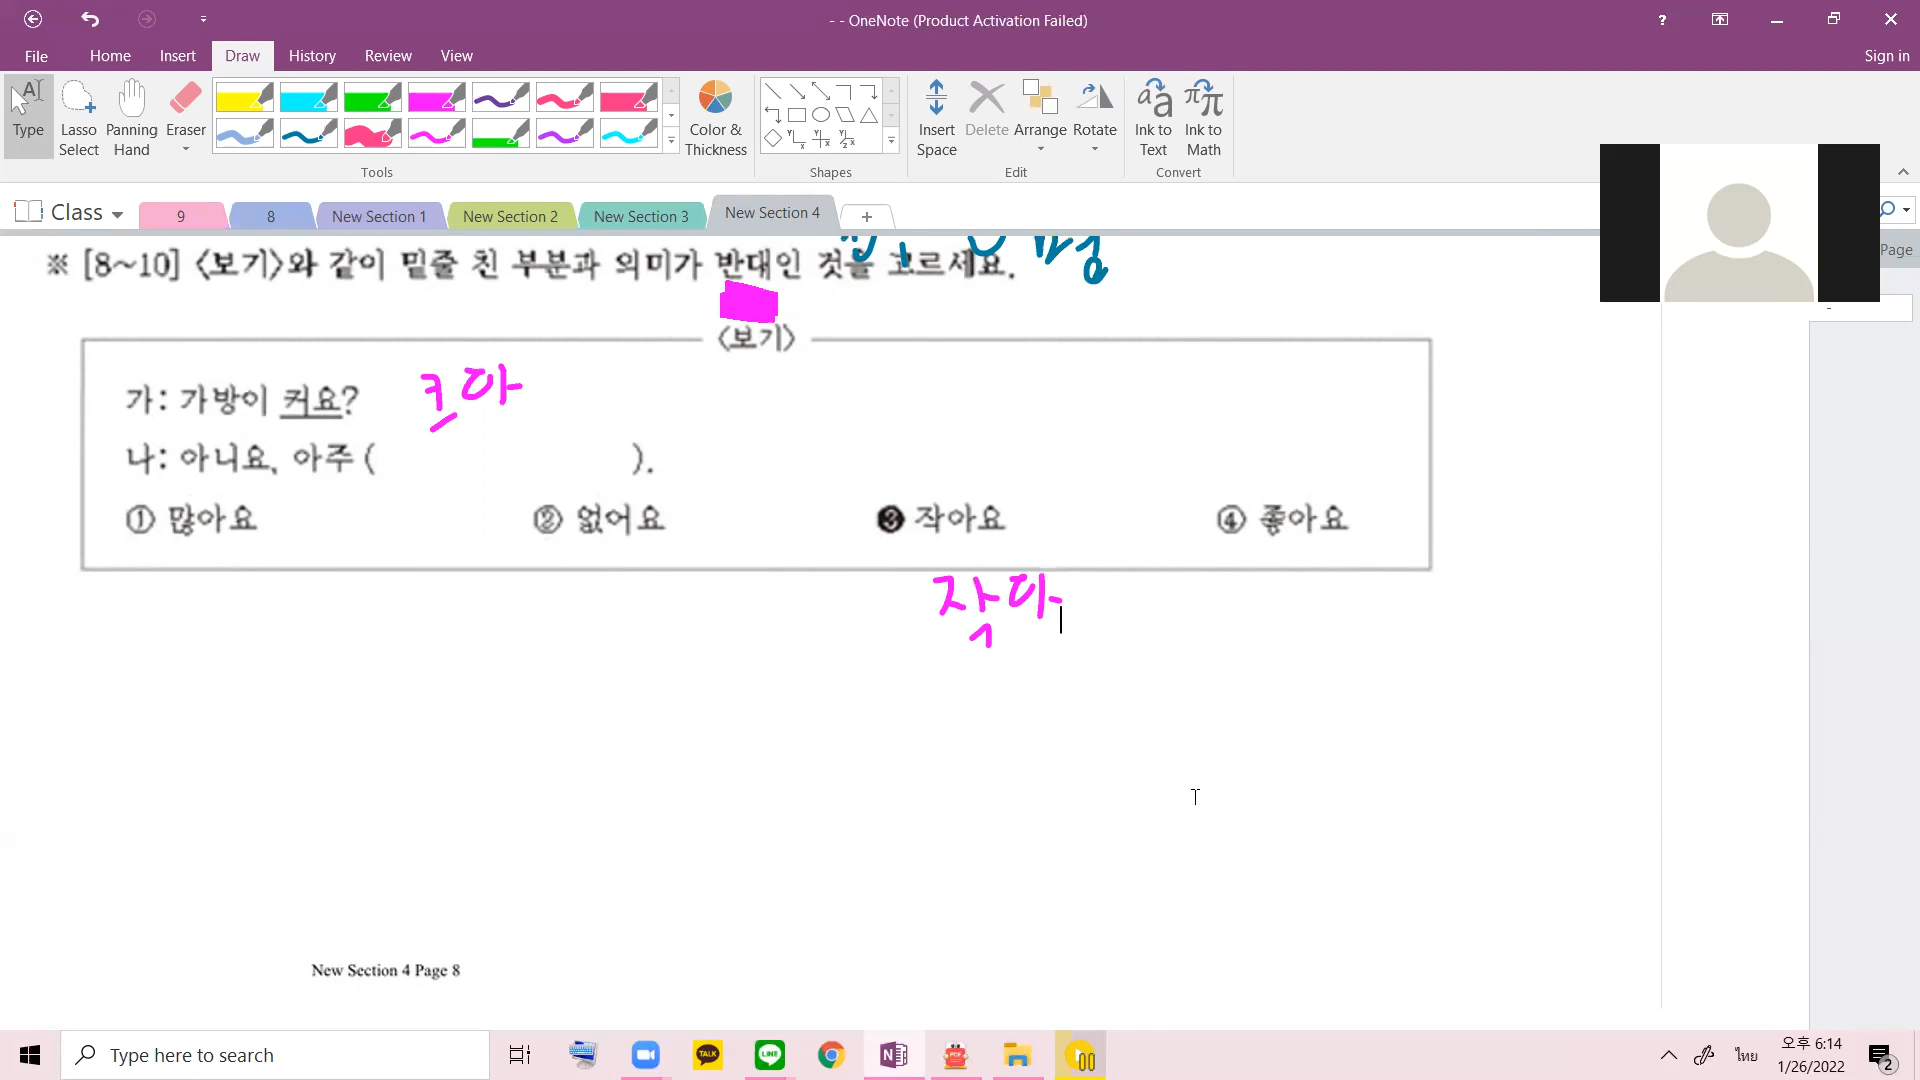 - - OneNote (Product Activation Failed)
File Home Insert Draw History Review View Sign in
Type Lasso Select Panning Hand Eraser Color & Thickness Insert Space Delete Arrange Rotate Ink to Text Ink to Math
Tools Shapes Edit Convert
Class 9 8 New Section 1 New Section 2 New Section 3 New Section 4 +
Page
※ [8~10] <보기>와 같이 밑줄 친 부분과 의미가 반대인 것을 고르세요.
<보기>
가: 가방이 커요? 크아
나: 아니요, 아주 ( ).
① 많아요 ② 없어요 ❸ 작아요 ④ 좋아요
작아
New Section 4 Page 8
Type here to search
TALK LINE N PDF
ไทย
오후 6:14
1/26/2022
2